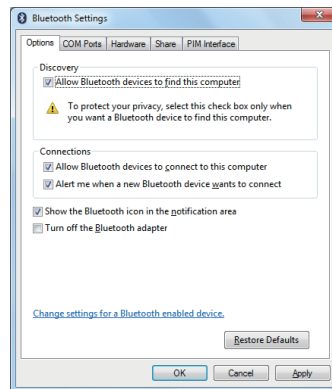 Bluetooth Settings
Options COM Ports Hardware Share PIM Interface
Discovery
Allow Bluetooth devices to find this computer
To protect your privacy, select this check box only when
you want a Bluetooth device to find this computer.
Connections
Allow Bluetooth devices to connect to this computer
Alert me when a new Bluetooth device wants to connect
Show the Bluetooth icon in the notification area
Turn off the Bluetooth adapter
Change settings for a Bluetooth enabled device.
Restore Defaults
OK Cancel Apply